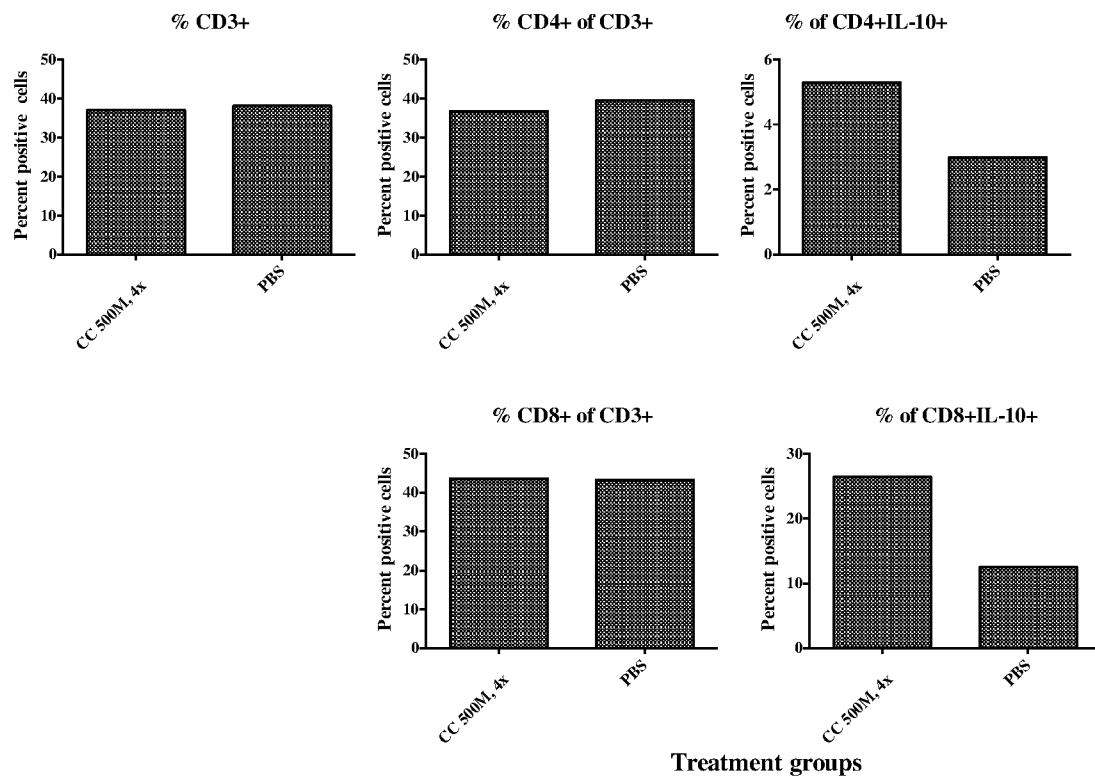 % CD3+
Percent positive cells
50
40
30
20
10
0
CC 500M, 4x
PBS
% CD4+ of CD3+
Percent positive cells
50
40
30
20
10
0
CC 500M, 4x
PBS
% of CD4+IL-10+
Percent positive cells
6
4
2
0
CC 500M, 4x
PBS
% CD8+ of CD3+
Percent positive cells
50
40
30
20
10
0
CC 500M, 4x
PBS
% of CD8+IL-10+
Percent positive cells
30
20
10
0
CC 500M, 4x
PBS
Treatment groups